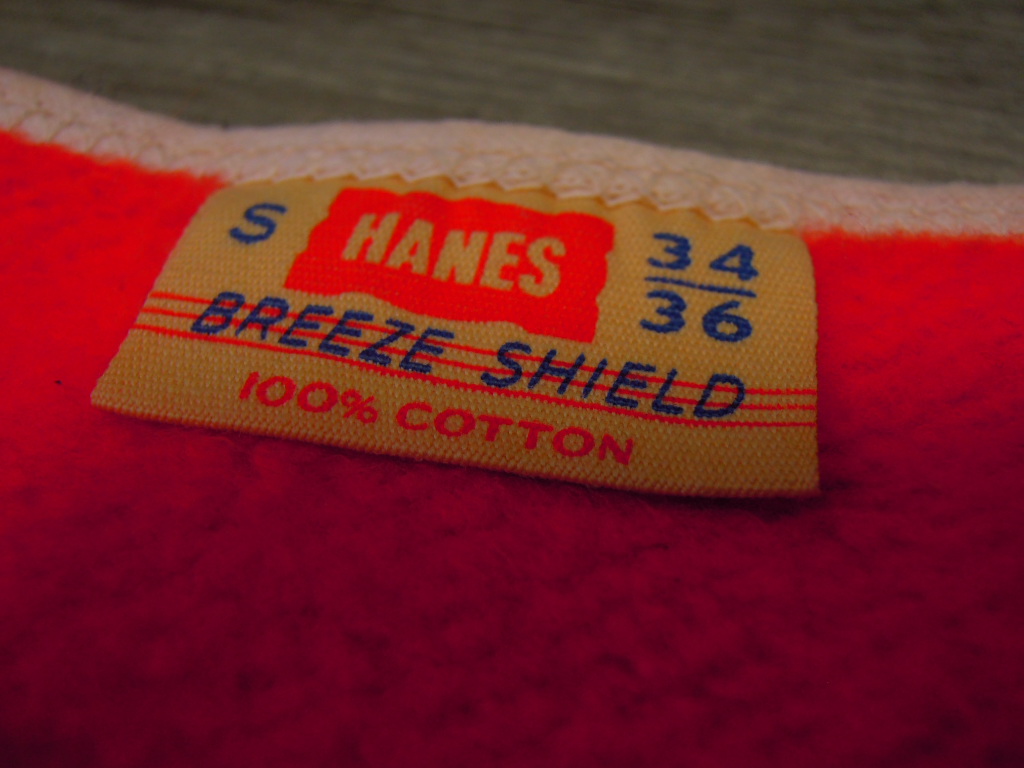 S HANES 34
36
BREEZE SHIELD
100% COTTON